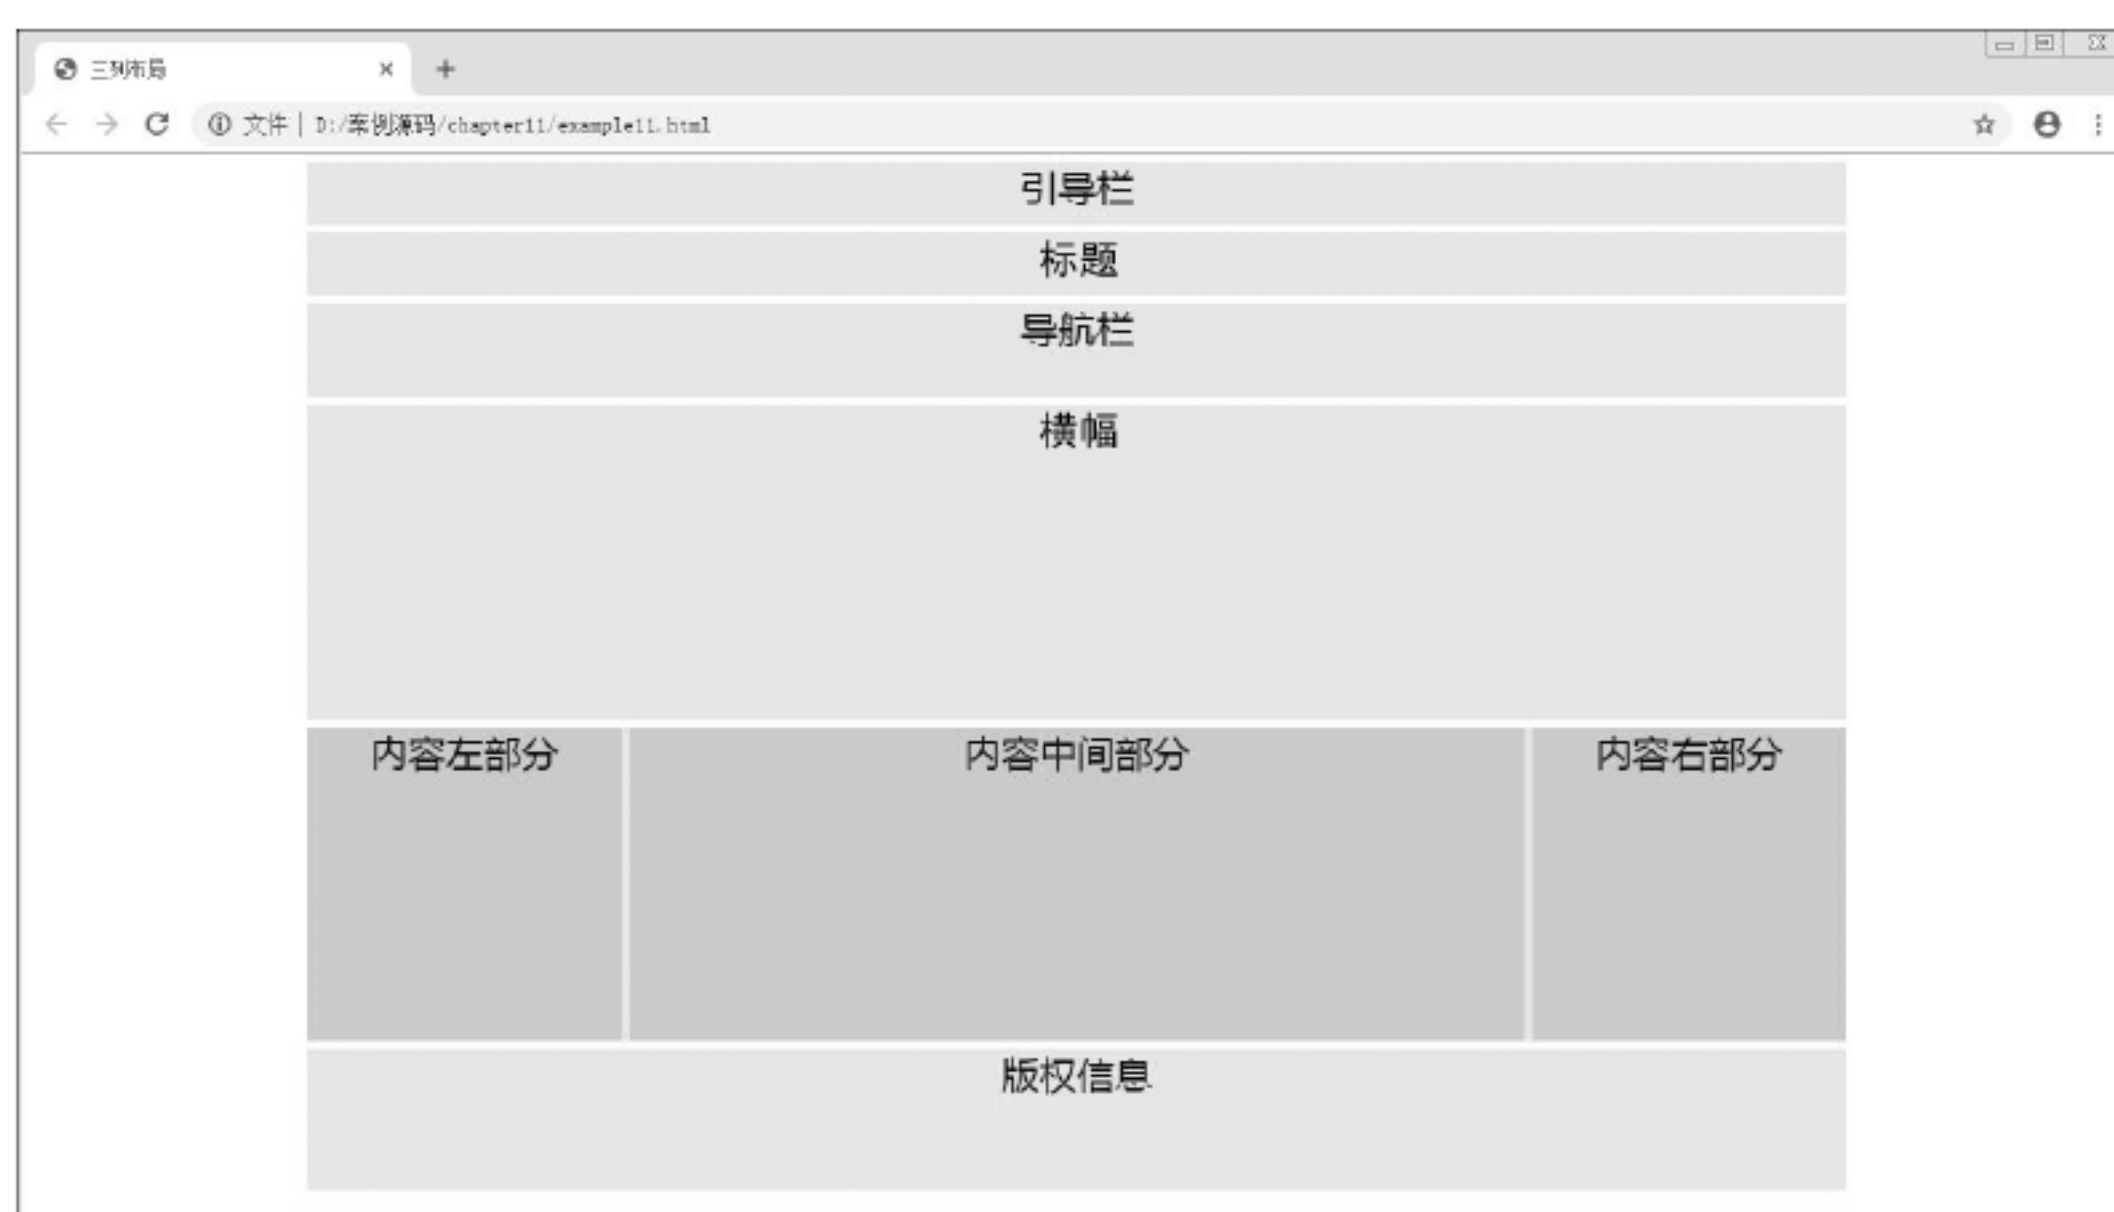 三列布局
文件 | D:/案例源码/chapter11/example11.html
引导栏
标题
导航栏
横幅
内容左部分 内容中间部分 内容右部分
版权信息